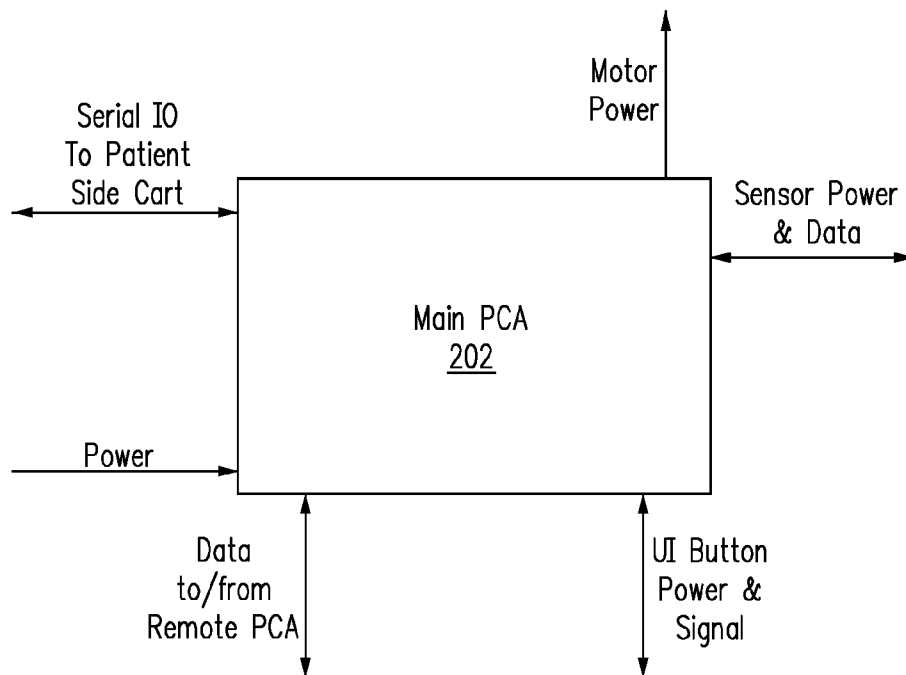 Motor
Power
Serial IO
To Patient
Side Cart
Sensor Power
& Data
Main PCA
202
Power
Data
to/from
Remote PCA
UI Button
Power &
Signal